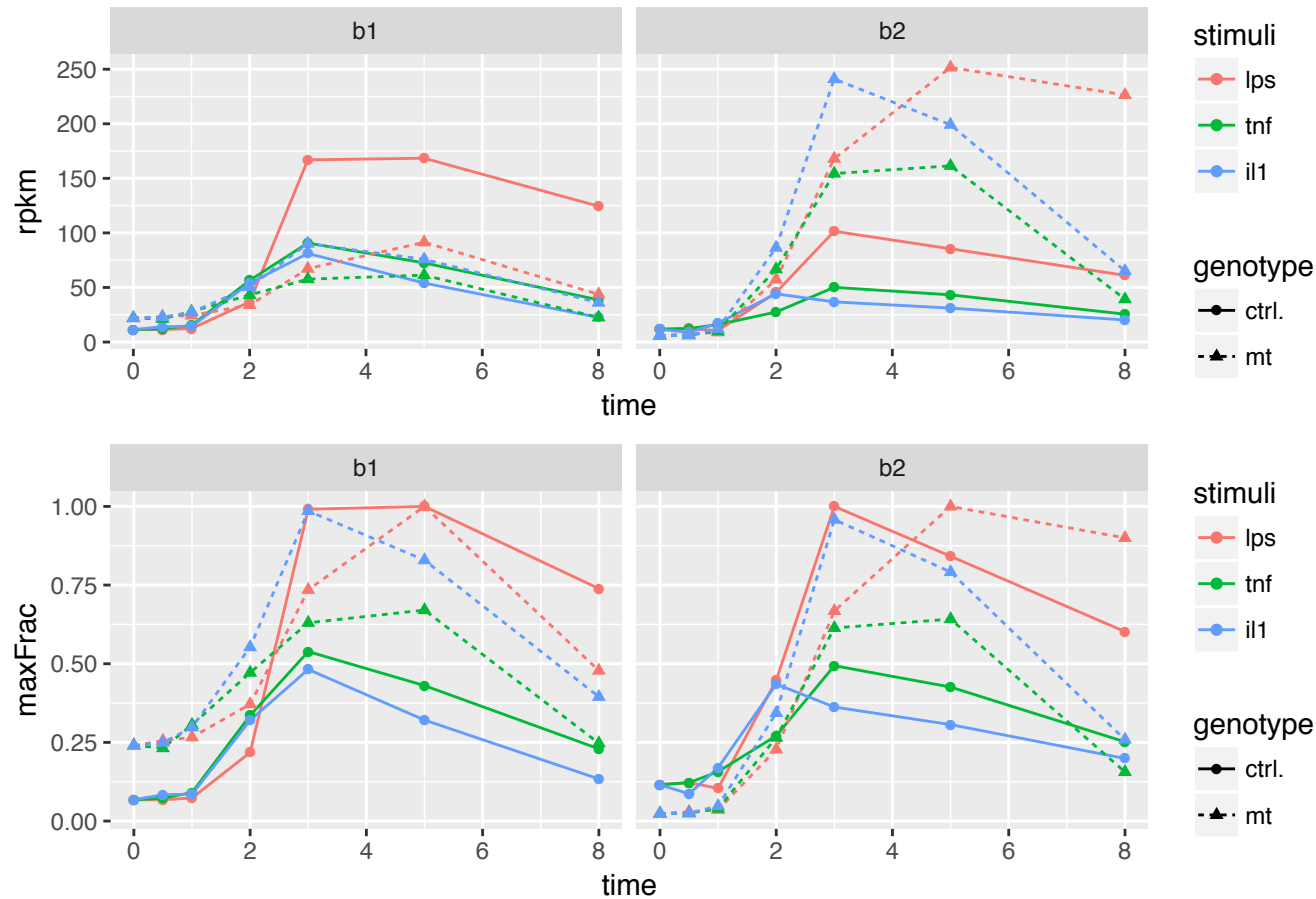 b1 b2
rpkm
250
200
150
100
50
0
0 2 4 6 8 0 2 4 6 8
time
stimuli
lps
tnf
il1
genotype
ctrl.
mt
b1 b2
maxFrac
1.00
0.75
0.50
0.25
0.00
0 2 4 6 8 0 2 4 6 8
time
stimuli
lps
tnf
il1
genotype
ctrl.
mt